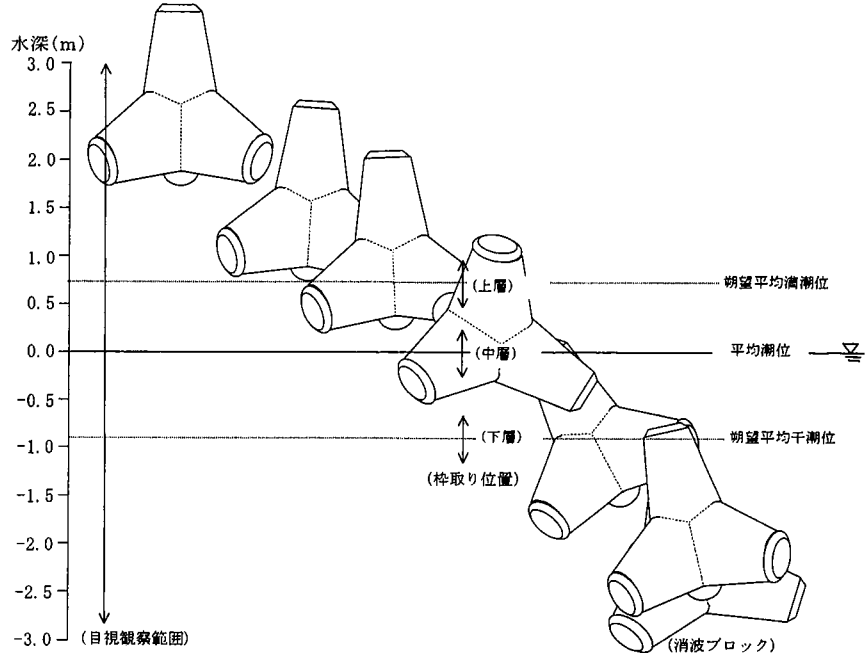 水深(m)
3.0
2.5
2.0
1.5
1.0
0.5
0.0
-0.5
-1.0
-1.5
-2.0
-2.5
-3.0
(上層)
朔望平均満潮位
(中層)
平均潮位
(下層)
朔望平均干潮位
(枠取り位置)
(目視観察範囲)
(消波ブロック)